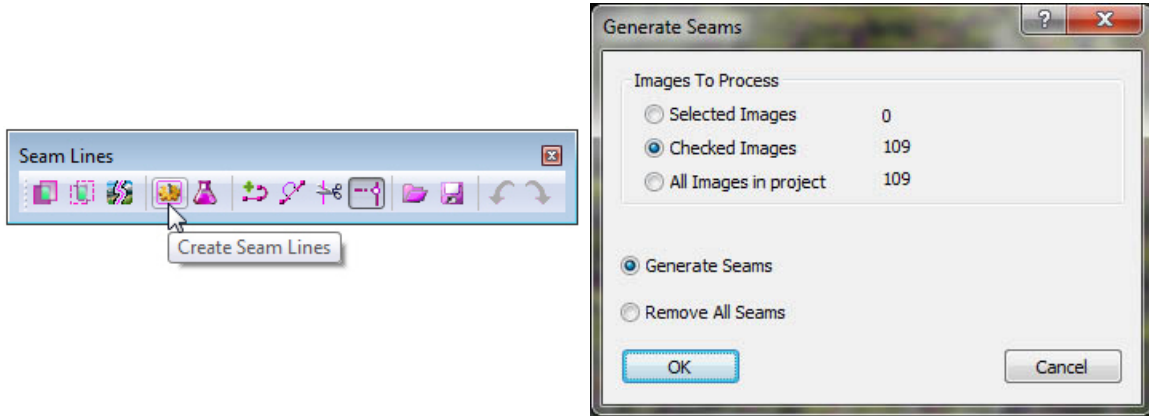 Seam Lines
Create Seam Lines
Generate Seams
Images To Process
Selected Images 0
Checked Images 109
All Images in project 109
Generate Seams
Remove All Seams
OK Cancel